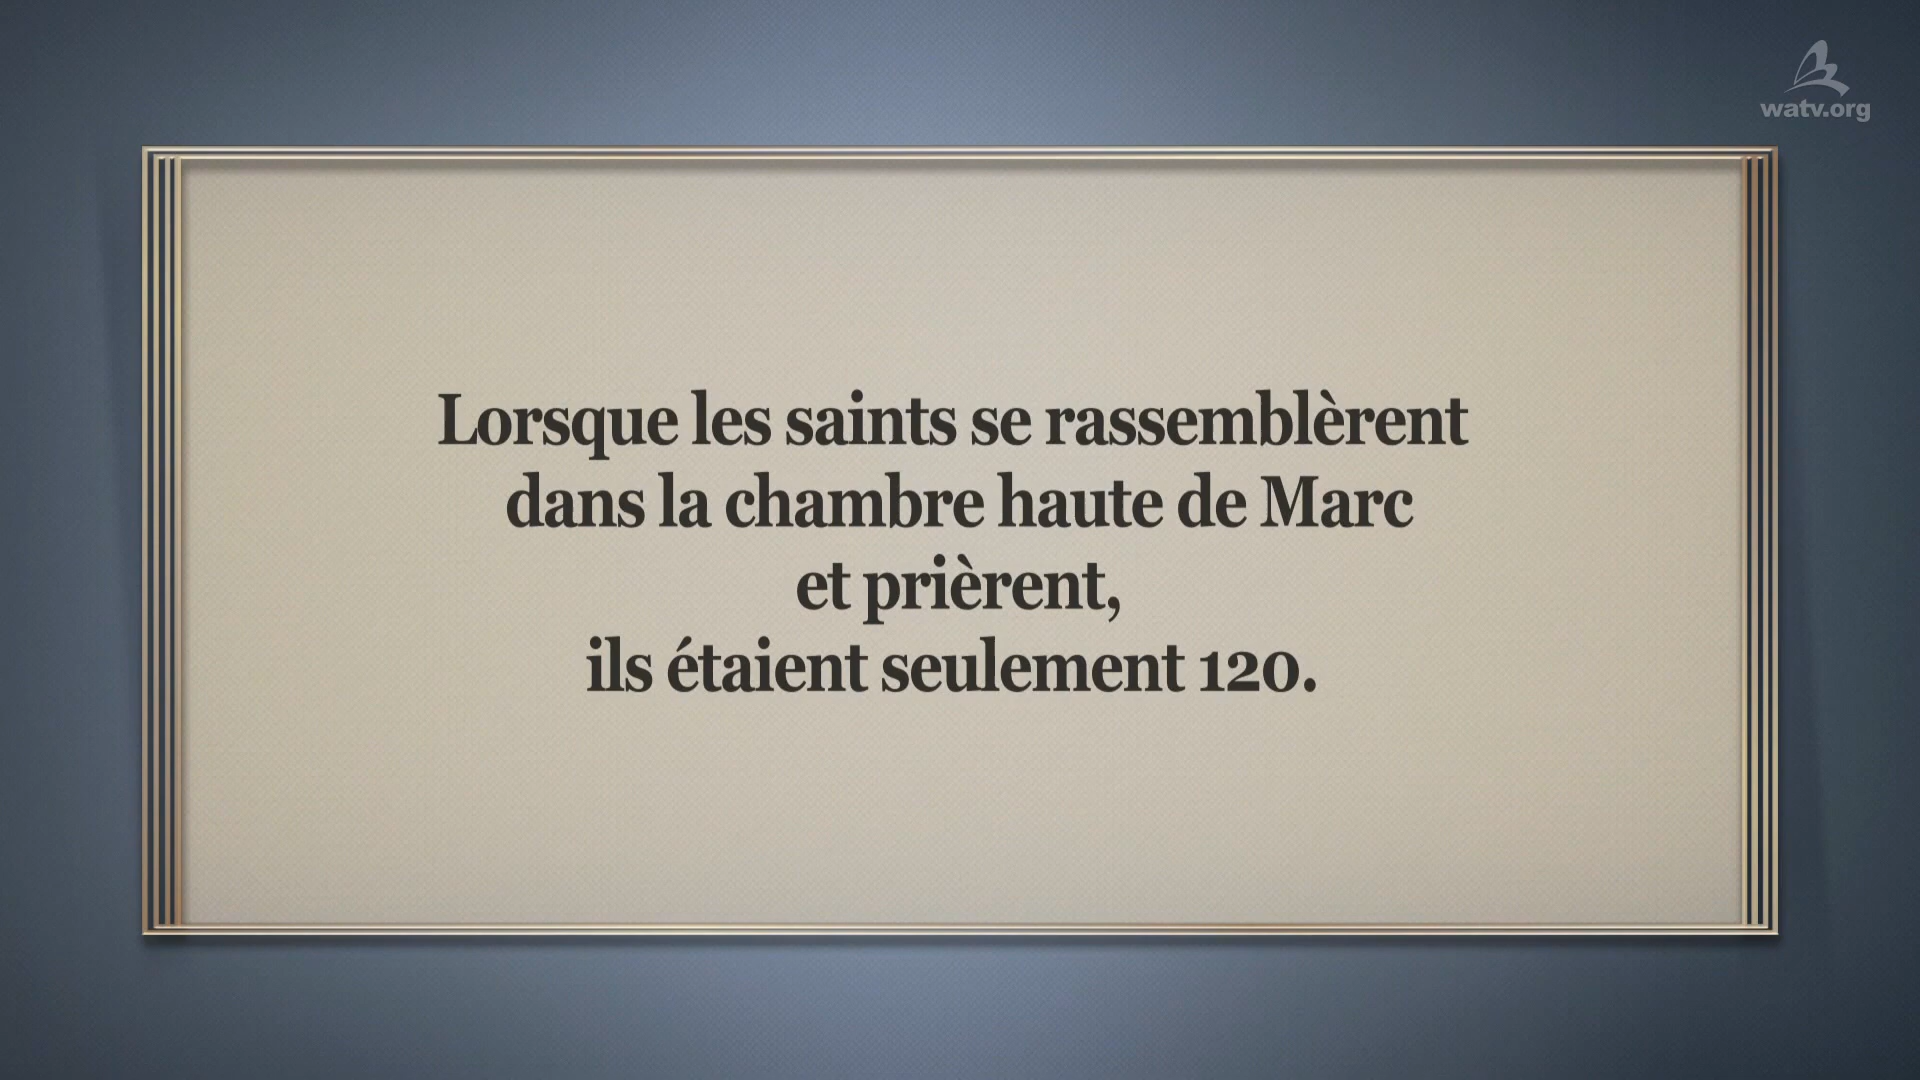 watv.org
Lorsque les saints se rassemblèrent
dans la chambre haute de Marc
et prièrent,
ils étaient seulement 120.